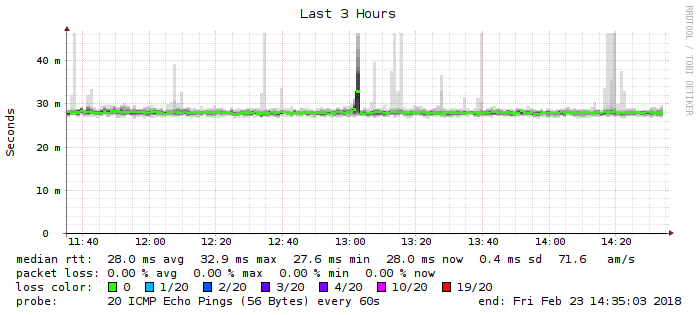 Last 3 Hours
RRDTOOL / TOBI OETIKER
Seconds
40 m
30 m
20 m
10 m
0
11:40 12:00 12:20 12:40 13:00 13:20 13:40 14:00 14:20
median rtt: 28.0 ms avg 32.9 ms max 27.6 ms min 28.0 ms now 0.4 ms sd 71.6 am/s
packet loss: 0.00 % avg 0.00 % max 0.00 % min 0.00 % now
loss color: 0 1/20 2/20 3/20 4/20 10/20 19/20
probe: 20 ICMP Echo Pings (56 Bytes) every 60s end: Fri Feb 23 14:35:03 2018